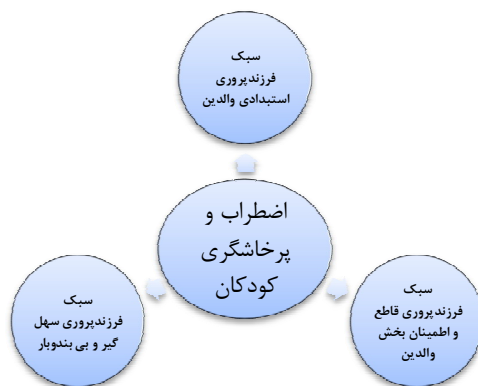 سبک
فرزندپروری
استبدادی والدین
اضطراب و
پرخاشگری
کودکان
سبک
فرزندپروری قاطع
و اطمینان بخش
والدین
سبک
فرزندپروری سهل
گیر و بی بندوبار